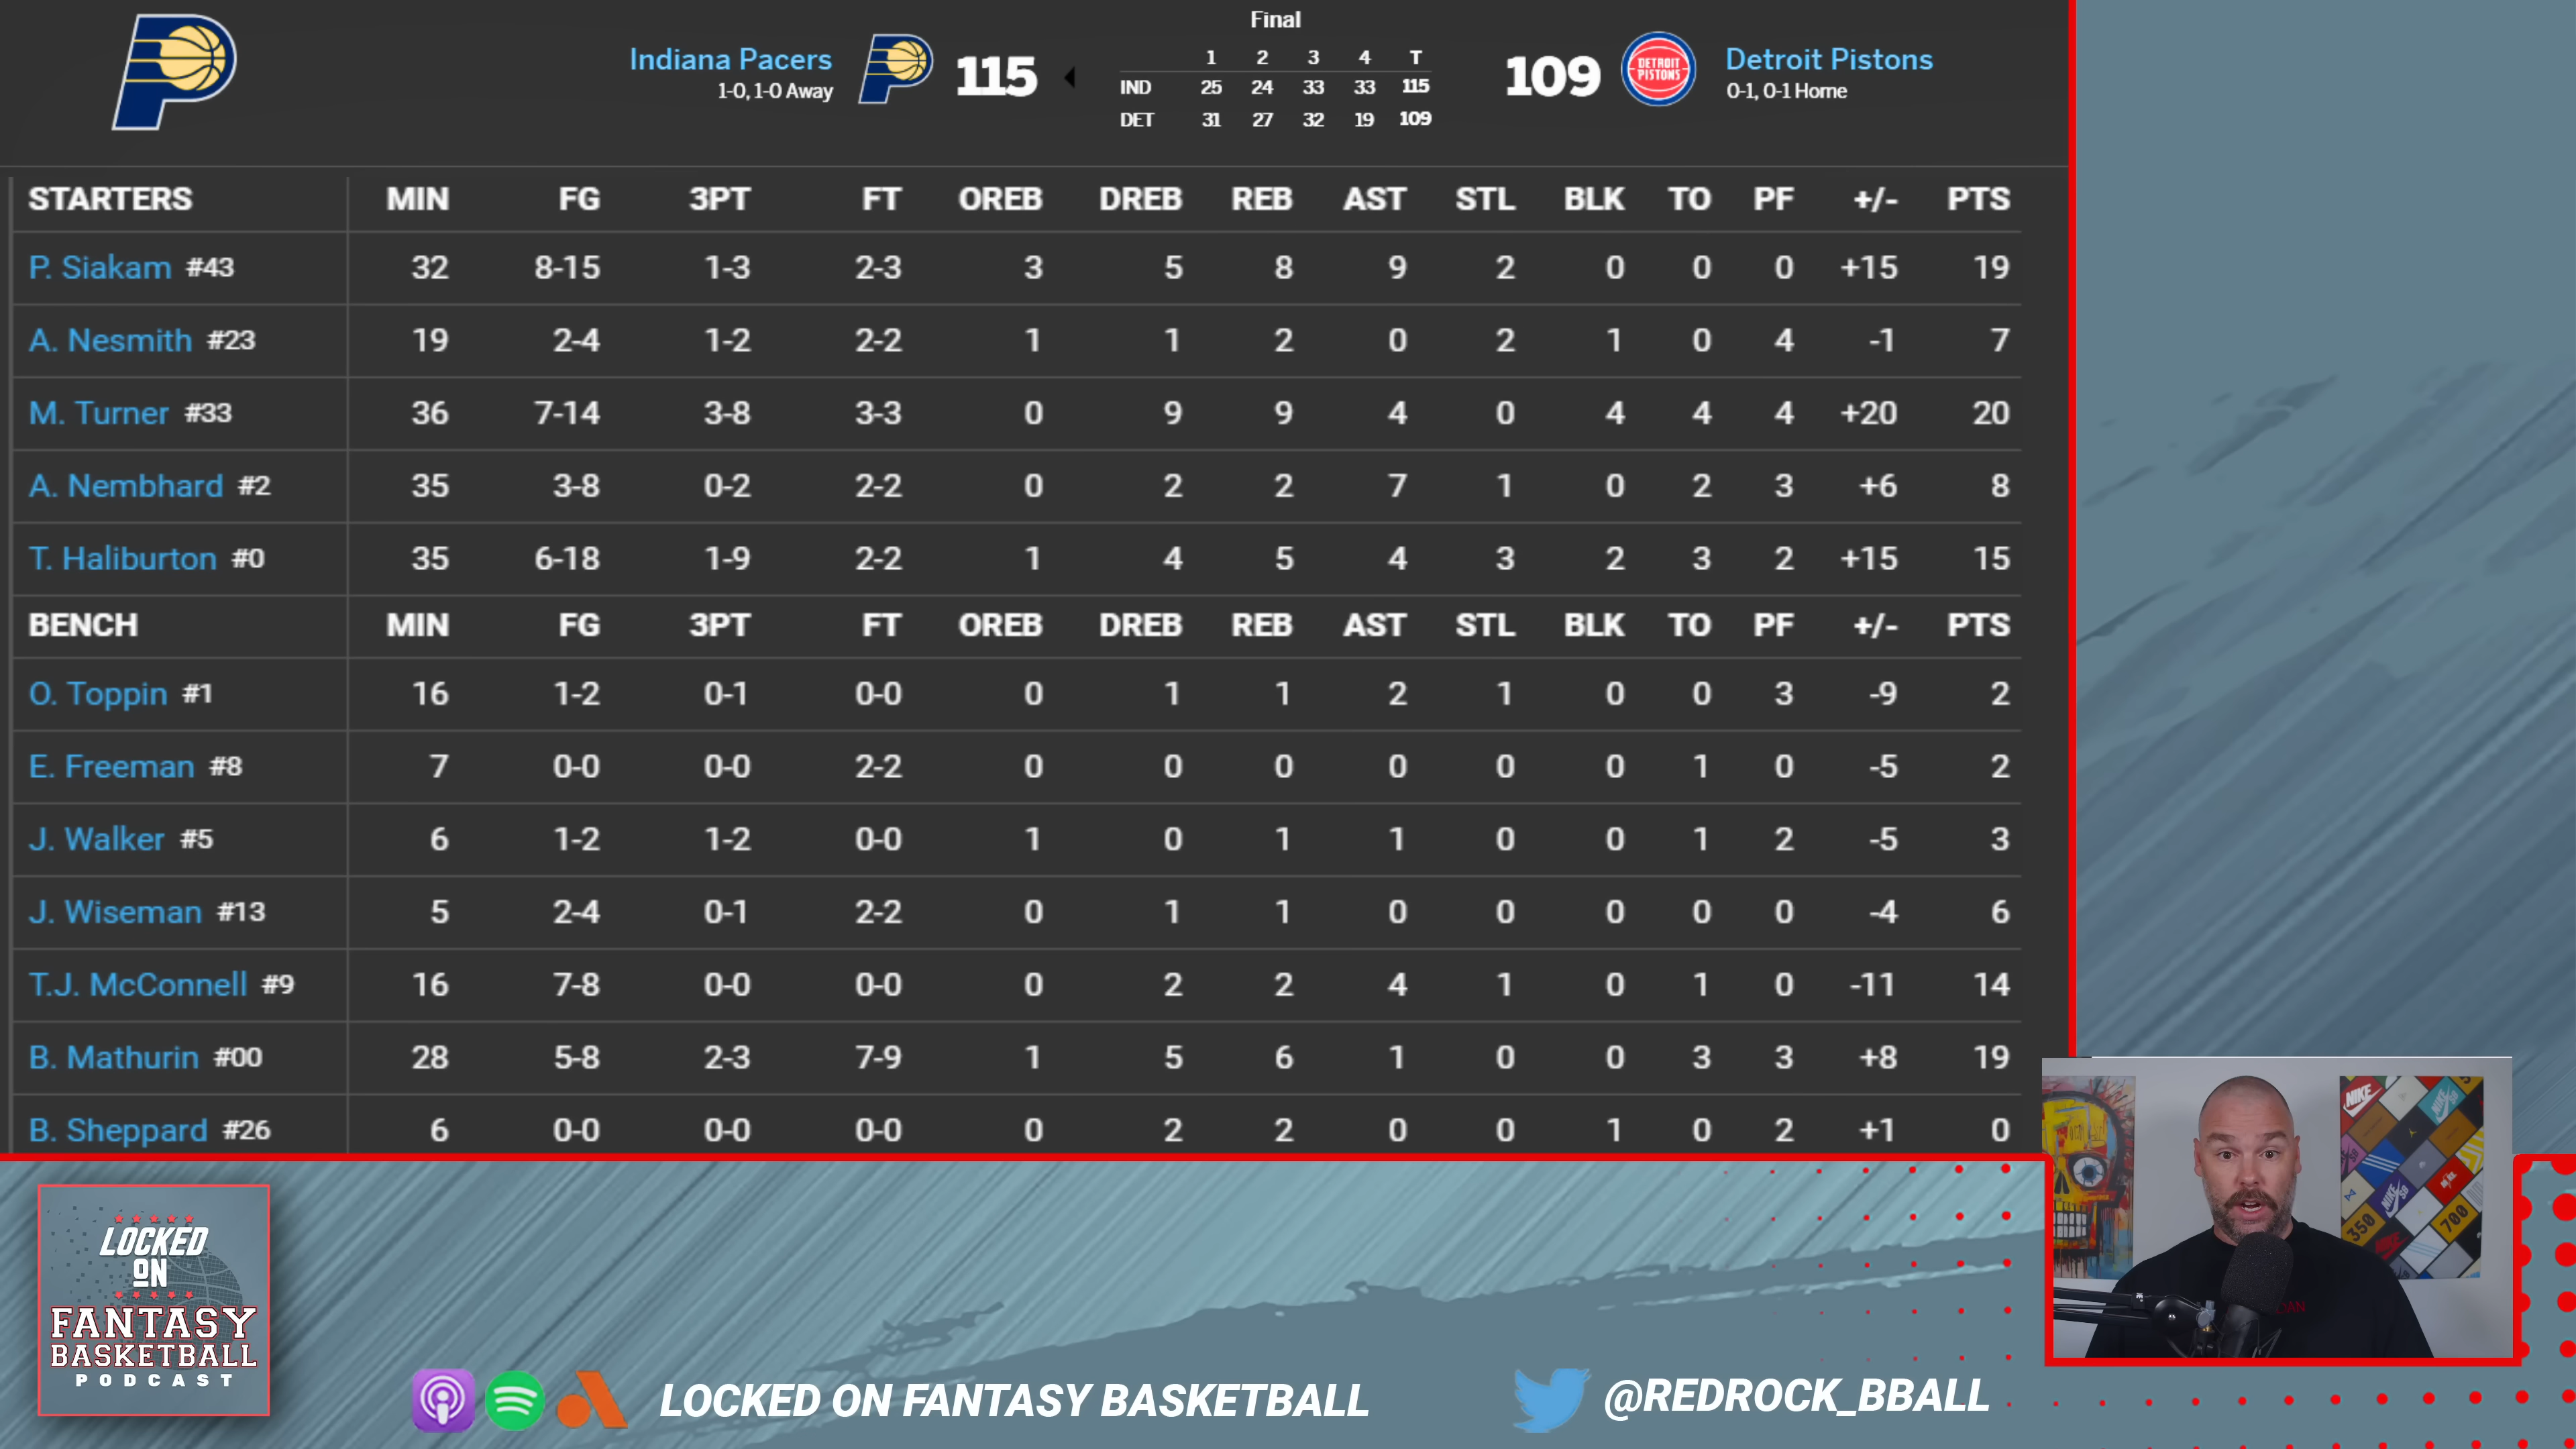 Final
Indiana Pacers
1-0, 1-0 Away
115
1 2 3 4 T
IND 25 24 33 33 115
DET 31 27 32 19 109
109
DETROIT
PISTONS
Detroit Pistons
0-1, 0-1 Home
STARTERS MIN FG 3PT FT OREB DREB REB AST STL BLK TO PF +/- PTS
P. Siakam #43 32 8-15 1-3 2-3 3 5 8 9 2 0 0 0 +15 19
A. Nesmith #23 19 2-4 1-2 2-2 1 1 2 0 2 1 0 4 -1 7
M. Turner #33 36 7-14 3-8 3-3 0 9 9 4 0 4 4 4 +20 20
A. Nembhard #2 35 3-8 0-2 2-2 0 2 2 7 1 0 2 3 +6 8
T. Haliburton #0 35 6-18 1-9 2-2 1 4 5 4 3 2 3 2 +15 15
BENCH MIN FG 3PT FT OREB DREB REB AST STL BLK TO PF +/- PTS
O. Toppin #1 16 1-2 0-1 0-0 0 1 1 2 1 0 0 3 -9 2
E. Freeman #8 7 0-0 0-0 2-2 0 0 0 0 0 0 1 0 -5 2
J. Walker #5 6 1-2 1-2 0-0 1 0 1 1 0 0 1 2 -5 3
J. Wiseman #13 5 2-4 0-1 2-2 0 1 1 0 0 0 0 0 -4 6
T.J. McConnell #9 16 7-8 0-0 0-0 0 2 2 4 1 0 1 0 -11 14
B. Mathurin #00 28 5-8 2-3 7-9 1 5 6 1 0 0 3 3 +8 19
B. Sheppard #26 6 0-0 0-0 0-0 0 2 2 0 0 1 0 2 +1 0
NIKE
NIKE
350
700
LOCKED
ON
FANTASY
BASKETBALL
PODCAST
LOCKED ON FANTASY BASKETBALL
@REDROCK_BBALL